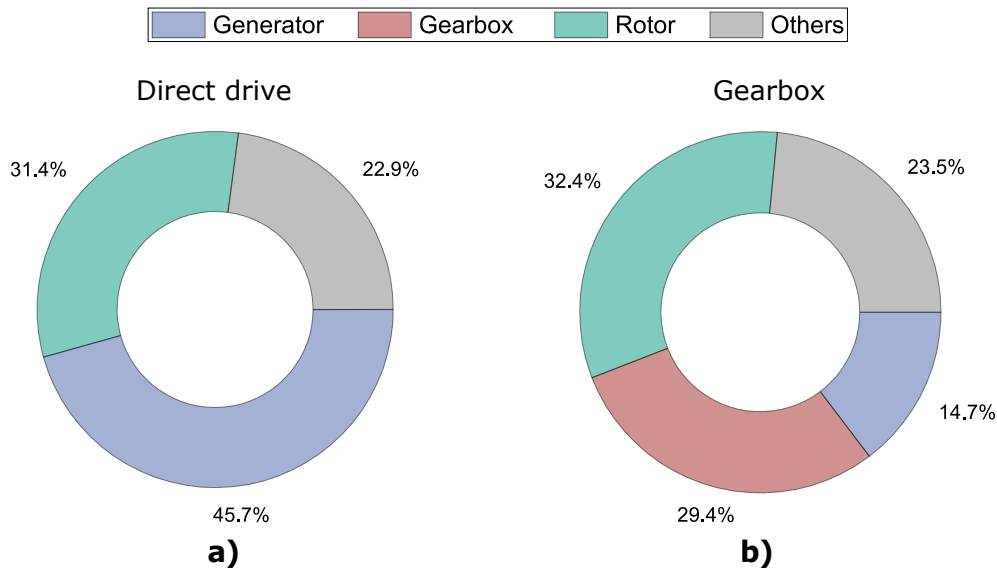 Generator Gearbox Rotor Others
Direct drive
Gearbox
31.4%
22.9%
45.7%
32.4%
23.5%
14.7%
29.4%
a)
b)